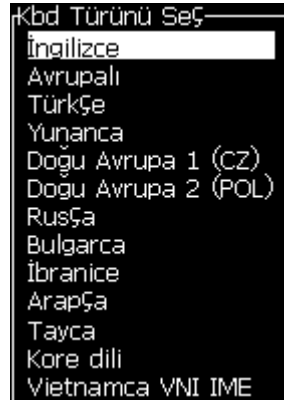 Kbd Türünü Seç
İngilizce
Avrupalı
Türkçe
Yunanca
Doğu Avrupa 1 (CZ)
Doğu Avrupa 2 (POL)
Rusça
Bulgarca
İbranice
Arapça
Tayca
Kore dili
Vietnamca VNI IME